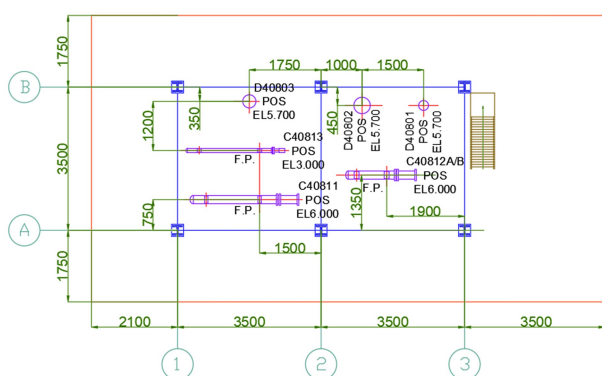 1750
1750
1000
1500
B
D40803
POS
EL5.700
350
450
D40802
POS
EL5.700
D40801
POS
EL5.700
1200
C40813
POS
EL3.000
F.P.
3500
C40812A/B
POS
EL6.000
F.P.
C40811
POS
EL6.000
F.P.
750
1350
1900
A
1500
1750
2100
3500
3500
3500
1
2
3